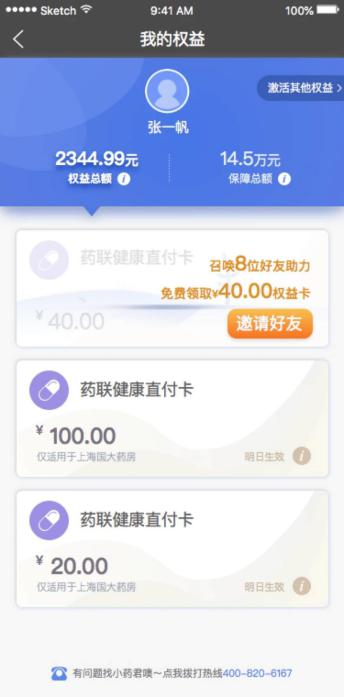 Sketch 9:41 AM 100%
我的权益
激活其他权益
张一帆
2344.99元 14.5万元
权益总额 保障总额
药联健康直付卡
召唤8位好友助力
免费领取¥40.00权益卡
¥ 40.00
邀请好友
药联健康直付卡
¥ 100.00
仅适用于上海国大药房 明日生效
药联健康直付卡
¥ 20.00
仅适用于上海国大药房 明日生效
有问题找小药君噢～点我拨打热线400-820-6167